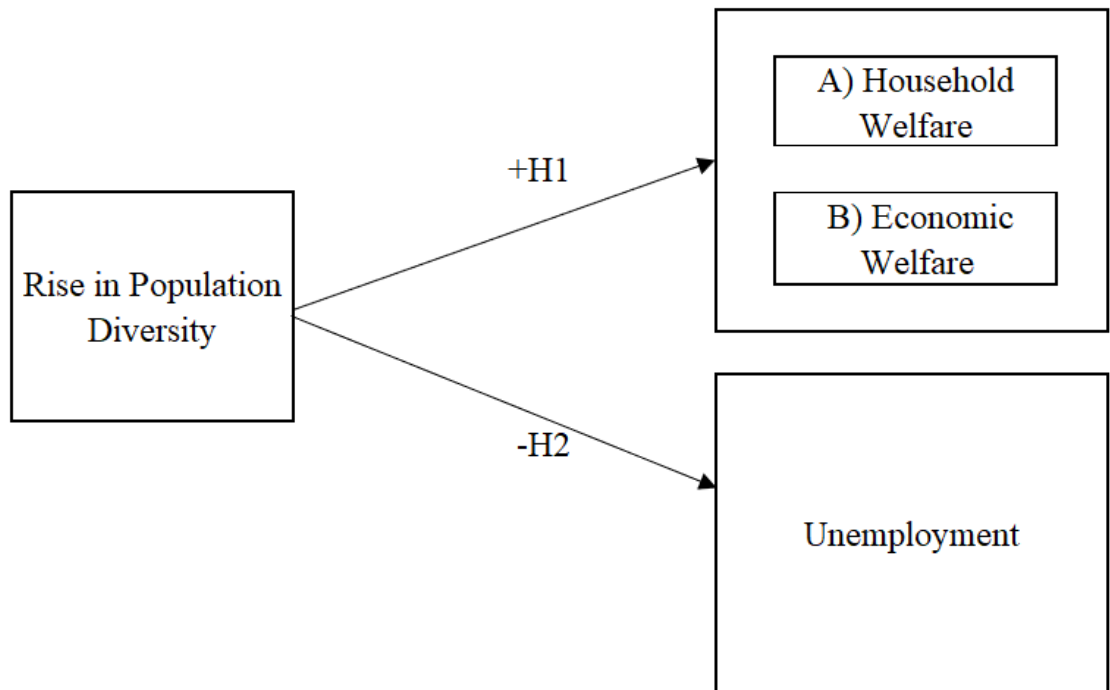 A) Household
Welfare
+H1
B) Economic
Welfare
Rise in Population
Diversity
-H2
Unemployment